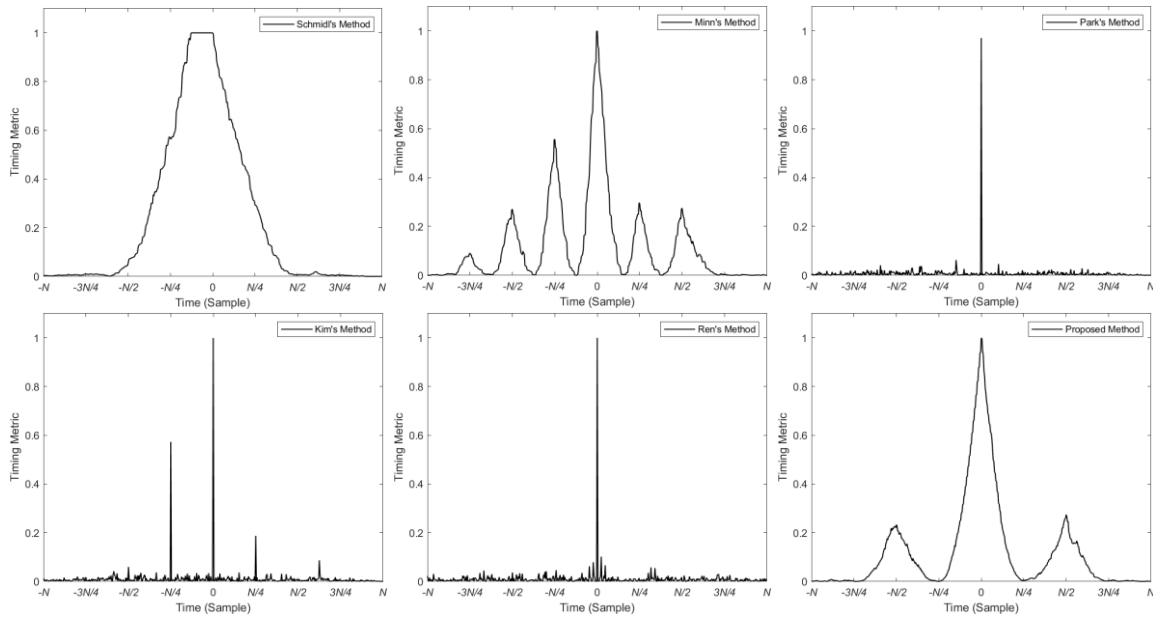 Schmidl's Method
Timing Metric
1
0.8
0.6
0.4
0.2
0
-N -3N/4 -N/2 -N/4 0 N/4 N/2 3N/4 N
Time (Sample)
Minn's Method
Timing Metric
1
0.8
0.6
0.4
0.2
0
-N -3N/4 -N/2 -N/4 0 N/4 N/2 3N/4 N
Time (Sample)
Park's Method
Timing Metric
1
0.8
0.6
0.4
0.2
0
-N -3N/4 -N/2 -N/4 0 N/4 N/2 3N/4 N
Time (Sample)
Kim's Method
Timing Metric
1
0.8
0.6
0.4
0.2
0
-N -3N/4 -N/2 -N/4 0 N/4 N/2 3N/4 N
Time (Sample)
Ren's Method
Timing Metric
1
0.8
0.6
0.4
0.2
0
-N -3N/4 -N/2 -N/4 0 N/4 N/2 3N/4 N
Time (Sample)
Proposed Method
Timing Metric
1
0.8
0.6
0.4
0.2
0
-N -3N/4 -N/2 -N/4 0 N/4 N/2 3N/4 N
Time (Sample)